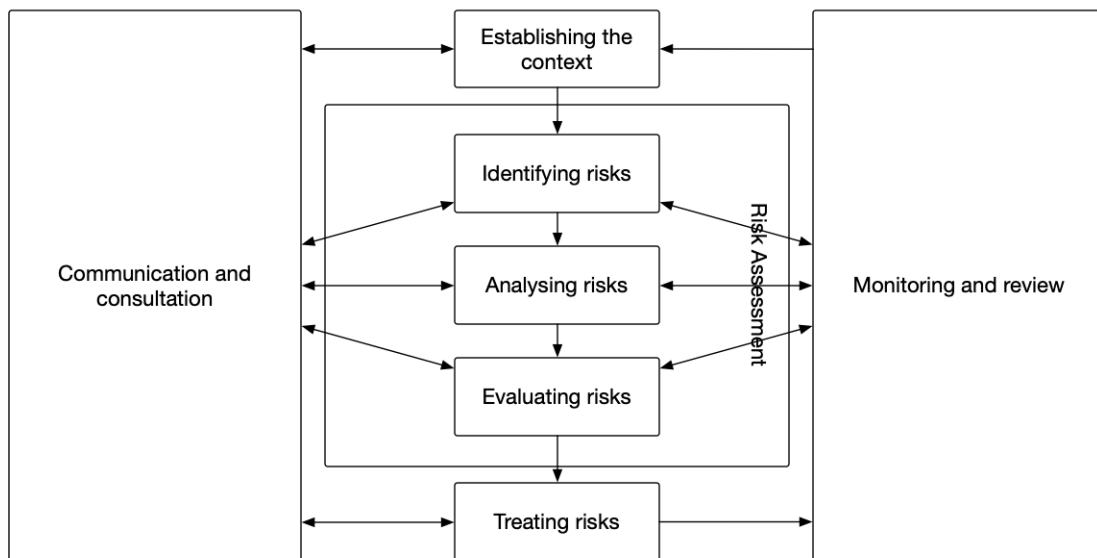 Establishing the
context
Identifying risks
Communication and
consultation
Analysing risks
Risk Assessment
Monitoring and review
Evaluating risks
Treating risks